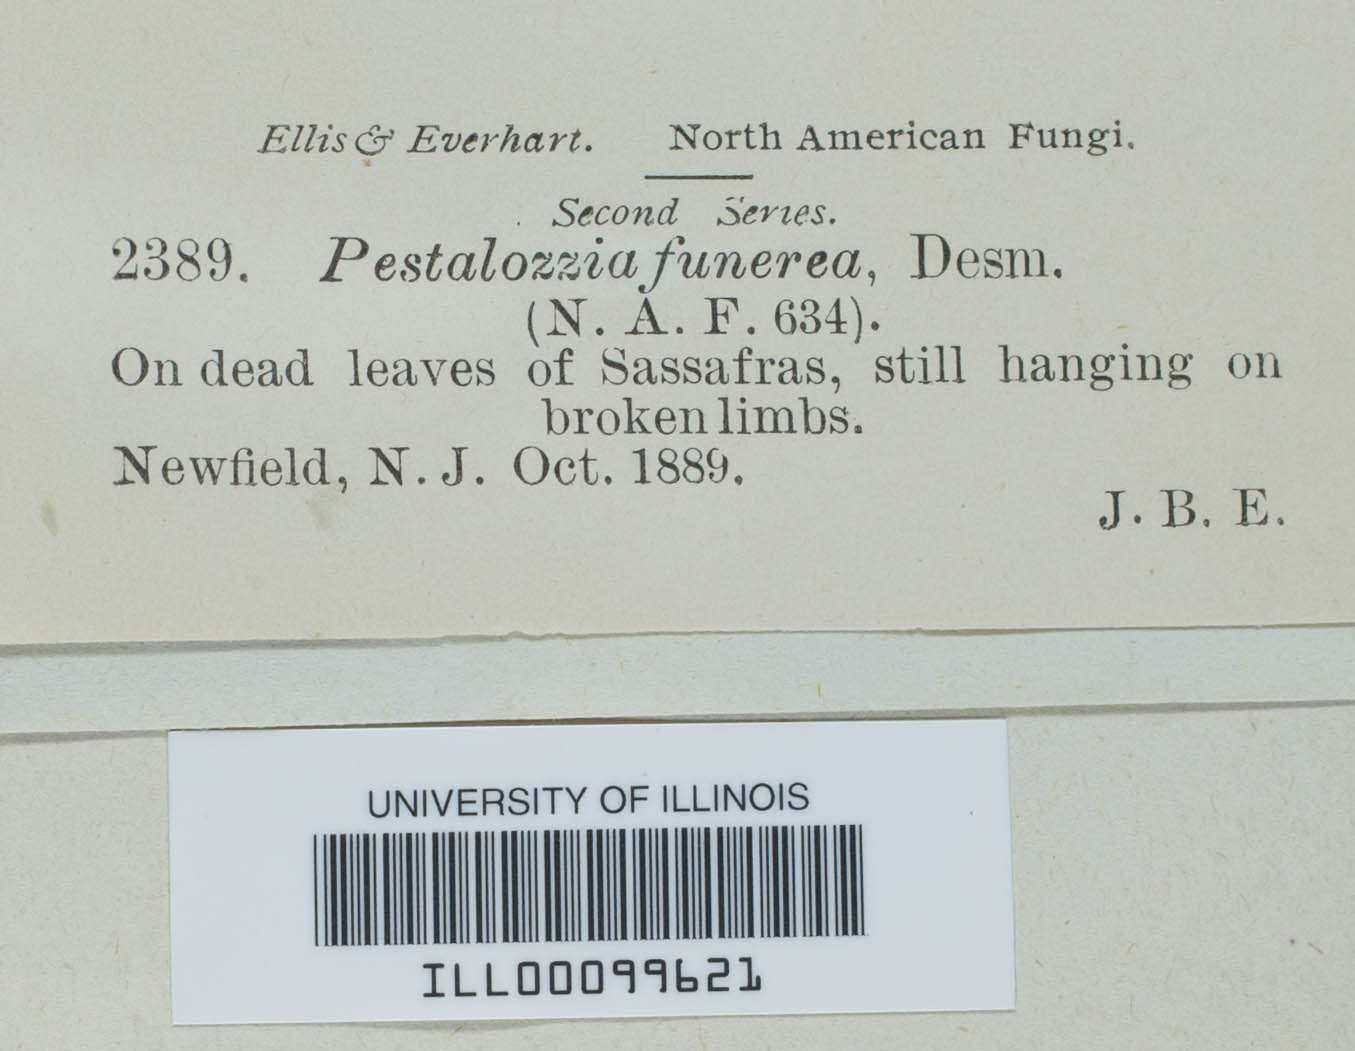 Ellis & Everhart. North American Fungi.
Second Series.
2389. Pestalozzia funerea, Desm.
(N. A. F. 634).
On dead leaves of Sassafras, still hanging on
broken limbs.
Newfield, N. J. Oct. 1889.
J. B. E.
UNIVERSITY OF ILLINOIS
ILL00099621